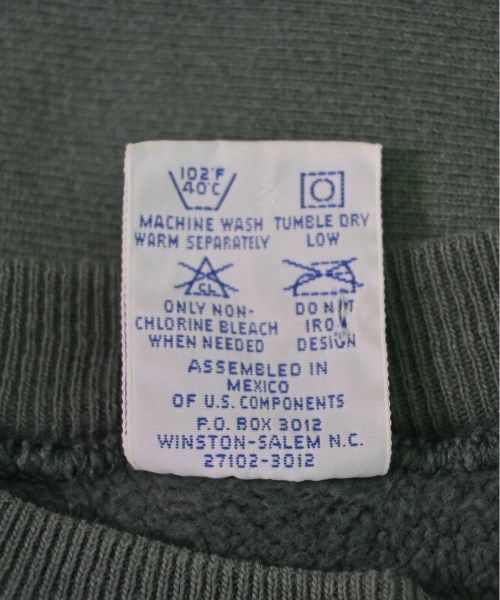 102°F
40°C
MACHINE WASH
WARM SEPARATELY
TUMBLE DRY
LOW
CL
ONLY NON-
CHLORINE BLEACH
WHEN NEEDED
DO NOT
IRON
DESIGN
ASSEMBLED IN
MEXICO
OF U.S. COMPONENTS
P.O. BOX 3012
WINSTON-SALEM N.C.
27102-3012